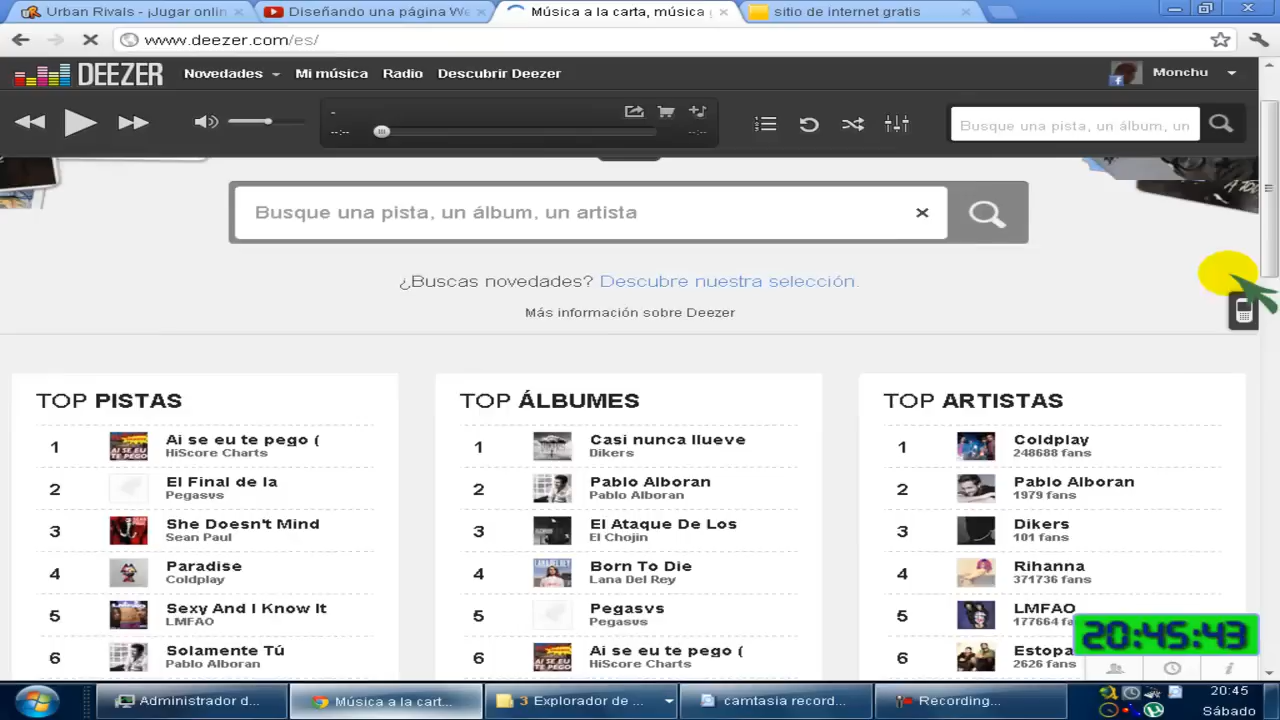 Urban Rivals - ¡Jugar onlin
Diseñando una página We
Música a la carta, música
sitio de internet gratis
www.deezer.com/es/
DEEZER
Novedades
Mi música
Radio
Descubrir Deezer
Monchu
-
--:--
--:--
Busque una pista, un álbum, un
Busque una pista, un álbum, un artista
¿Buscas novedades? Descubre nuestra selección.
Más información sobre Deezer
TOP PISTAS
1
Ai se eu te pego (
HiScore Charts
2
El Final de la
Pegasvs
3
She Doesn't Mind
Sean Paul
4
Paradise
Coldplay
5
Sexy And I Know It
LMFAO
6
Solamente Tú
Pablo Alboran
TOP ÁLBUMES
1
Casi nunca llueve
Dikers
2
Pablo Alboran
Pablo Alboran
3
El Ataque De Los
El Chojin
4
Born To Die
Lana Del Rey
5
Pegasvs
Pegasvs
6
Ai se eu te pego (
HiScore Charts
TOP ARTISTAS
1
Coldplay
248688 fans
2
Pablo Alboran
1979 fans
3
Dikers
101 fans
4
Rihanna
371736 fans
5
LMFAO
177664 fa
6
Estopa
2626 fans
20:45:43
Administrador d...
Música a la cart...
3 Explorador de ...
camtasia record...
Recording...
20:45
Sábado